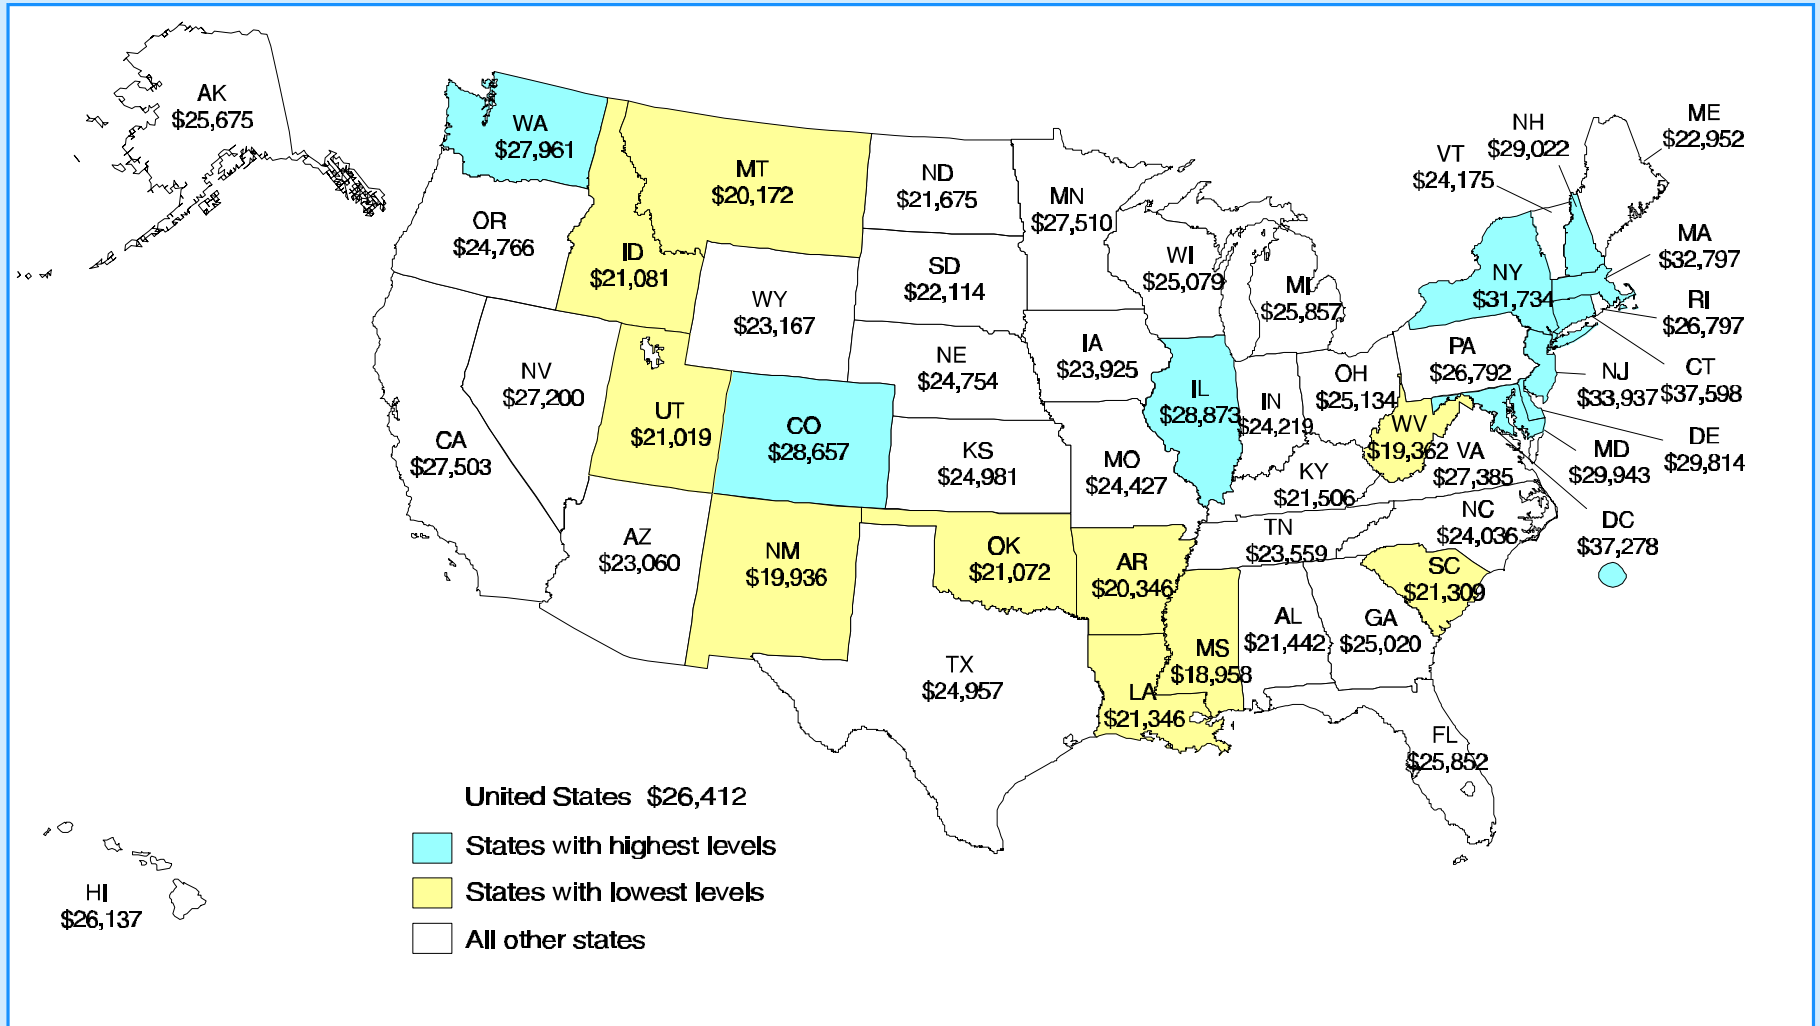 AK
$25,675
WA
$27,961
MT
$20,172
ND
$21,675
MN
$27,510
NH
$29,022
ME
$22,952
VT
$24,175
OR
$24,766
ID
$21,081
WY
$23,167
SD
$22,114
WI
$25,079
MI
$25,857
NY
$31,734
MA
$32,797
RI
$26,797
CA
$27,503
NV
$27,200
UT
$21,019
CO
$28,657
NE
$24,754
IA
$23,925
IL
$28,873
IN
$24,219
OH
$25,134
PA
$26,792
NJ
$33,937
CT
$37,598
KS
$24,981
MO
$24,427
KY
$21,506
WV
$19,362
VA
$27,385
MD
$29,943
DE
$29,814
AZ
$23,060
NM
$19,936
OK
$21,072
AR
$20,346
TN
$23,559
NC
$24,036
DC
$37,278
SC
$21,309
TX
$24,957
LA
$21,346
MS
$18,958
AL
$21,442
GA
$25,020
FL
$25,852
HI
$26,137
United States $26,412
States with highest levels
States with lowest levels
All other states